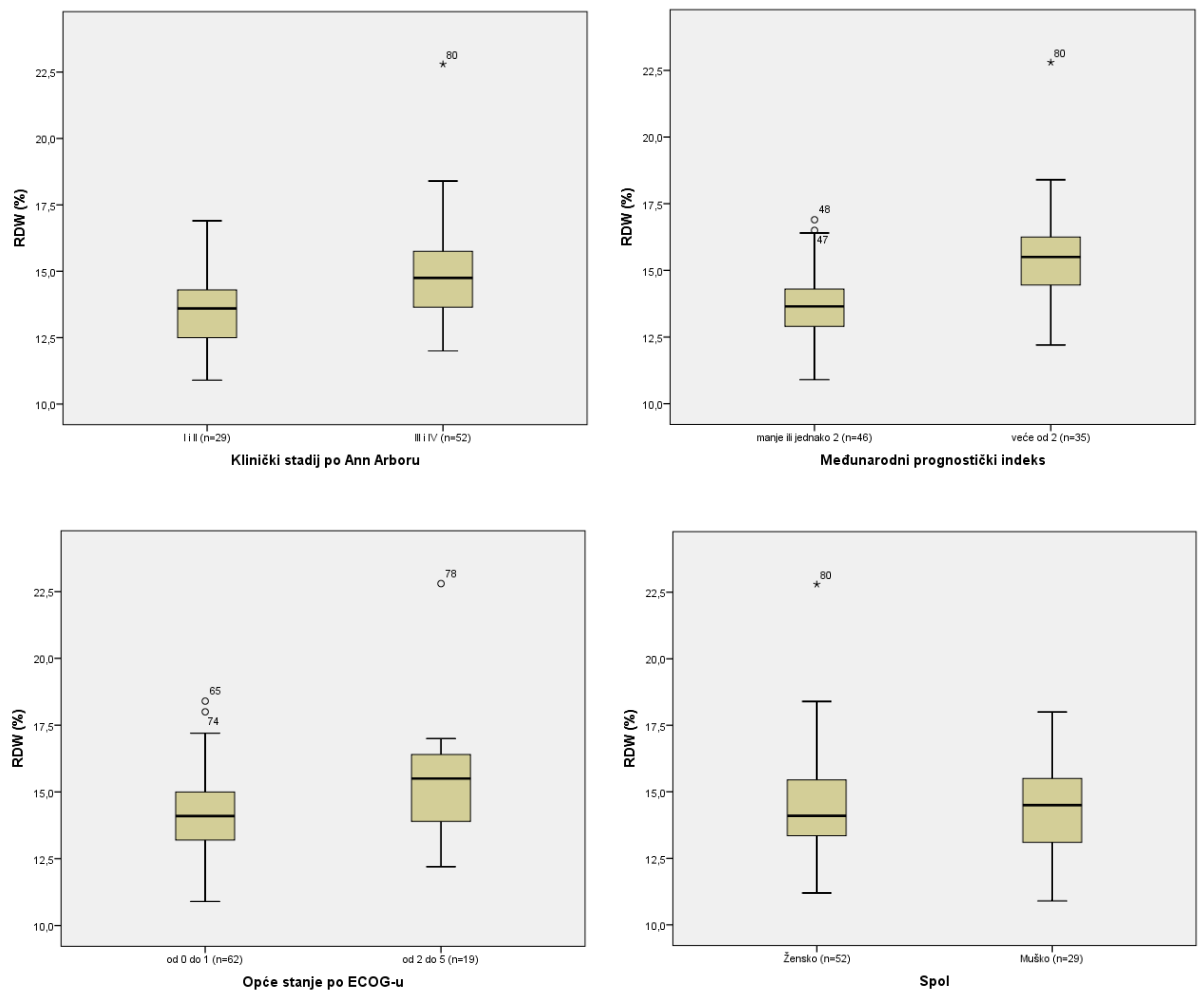 80
22,5
20,0
17,5
15,0
12,5
10,0
RDW (%)
I i II (n=29)
III i IV (n=52)
Klinički stadij po Ann Arboru
80
22,5
20,0
17,5
15,0
12,5
10,0
RDW (%)
48
47
manje ili jednako 2 (n=46)
veće od 2 (n=35)
Međunarodni prognostički indeks
78
22,5
20,0
17,5
15,0
12,5
10,0
RDW (%)
65
74
od 0 do 1 (n=62)
od 2 do 5 (n=19)
Opće stanje po ECOG-u
80
22,5
20,0
17,5
15,0
12,5
10,0
RDW (%)
Žensko (n=52)
Muško (n=29)
Spol